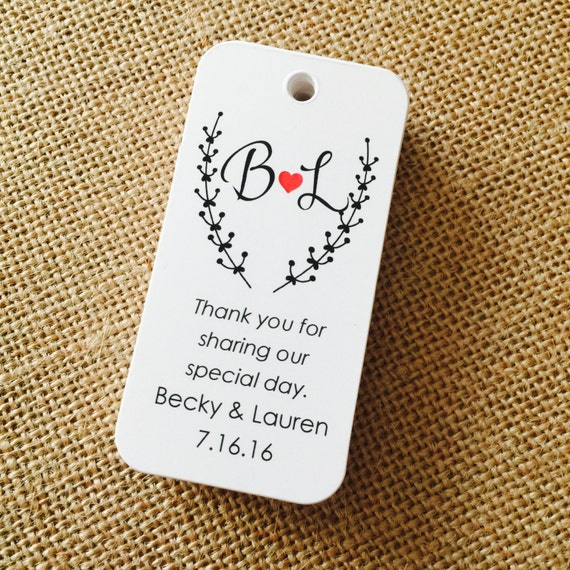 B♥L
Thank you for
sharing our
special day.
Becky & Lauren
7.16.16